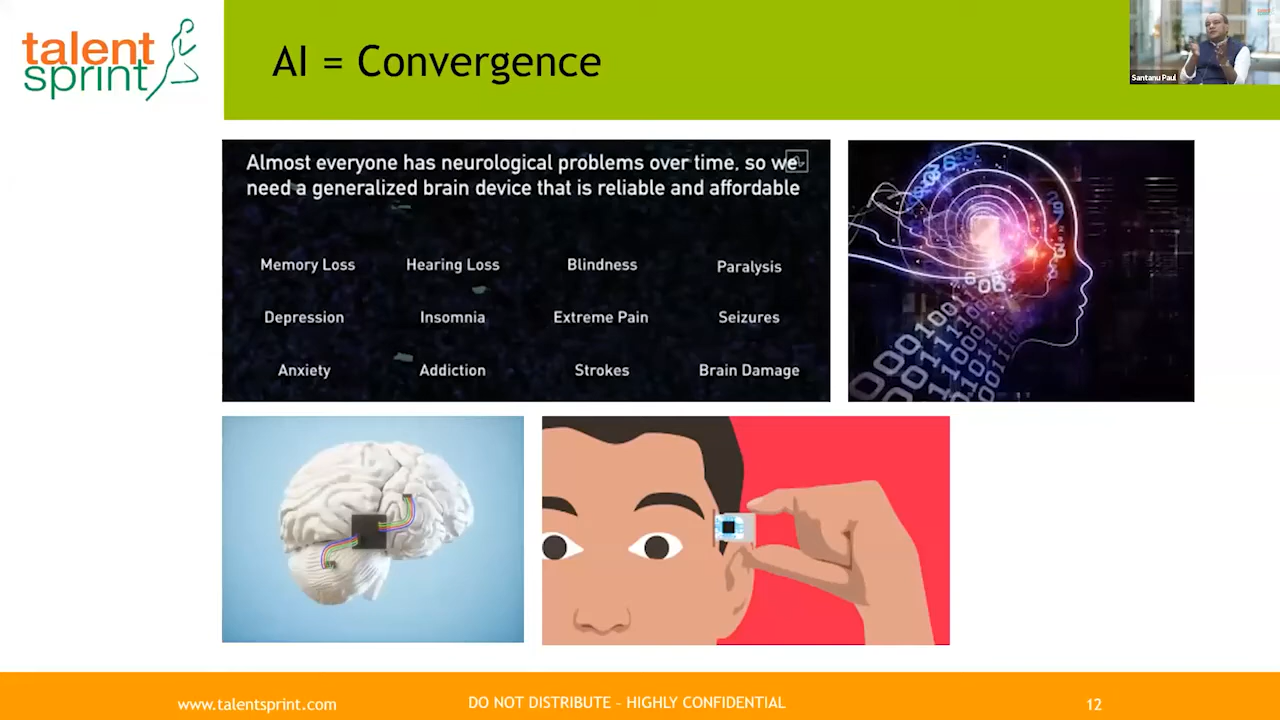 talent
sprint
AI = Convergence
Santanu Paul
Almost everyone has neurological problems over time, so we
need a generalized brain device that is reliable and affordable
Memory Loss Hearing Loss Blindness Paralysis
Depression Insomnia Extreme Pain Seizures
Anxiety Addiction Strokes Brain Damage
www.talentsprint.com DO NOT DISTRIBUTE – HIGHLY CONFIDENTIAL 12